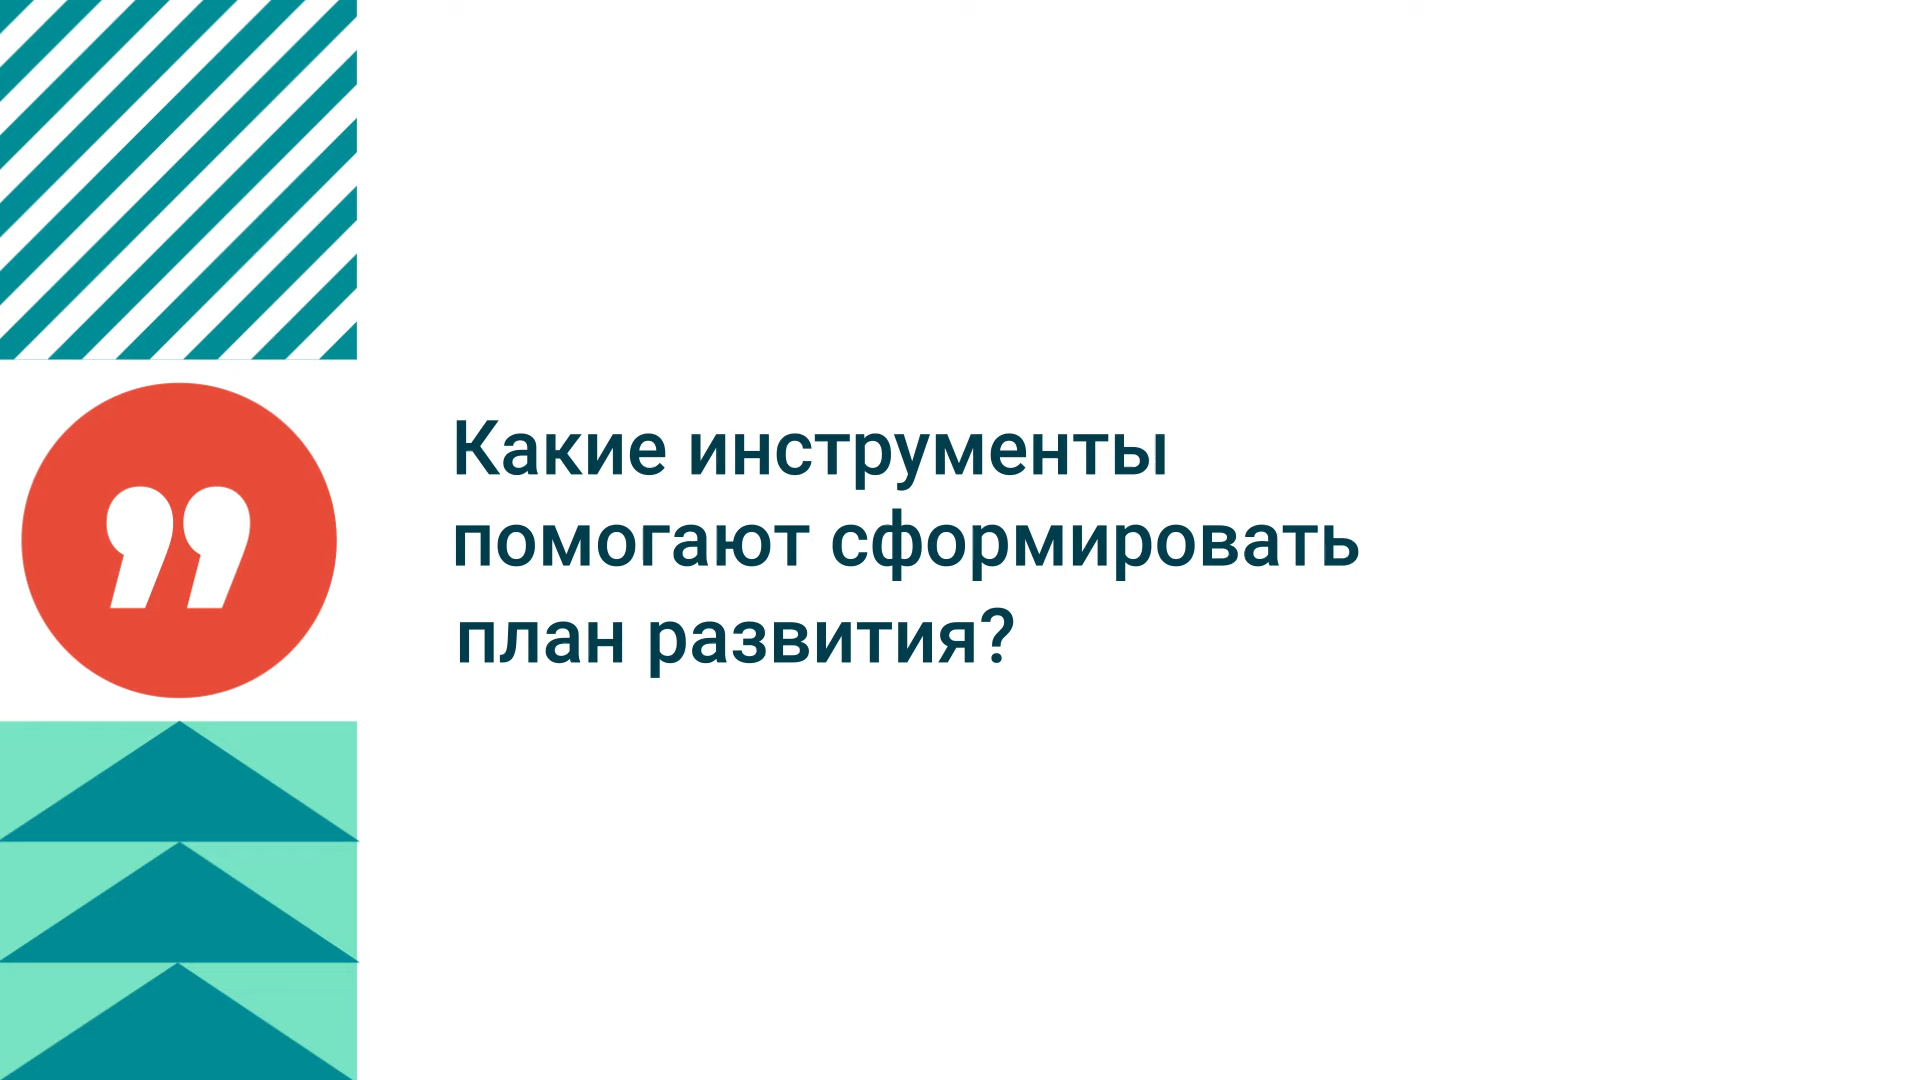 Какие инструменты
помогают сформировать
план развития?